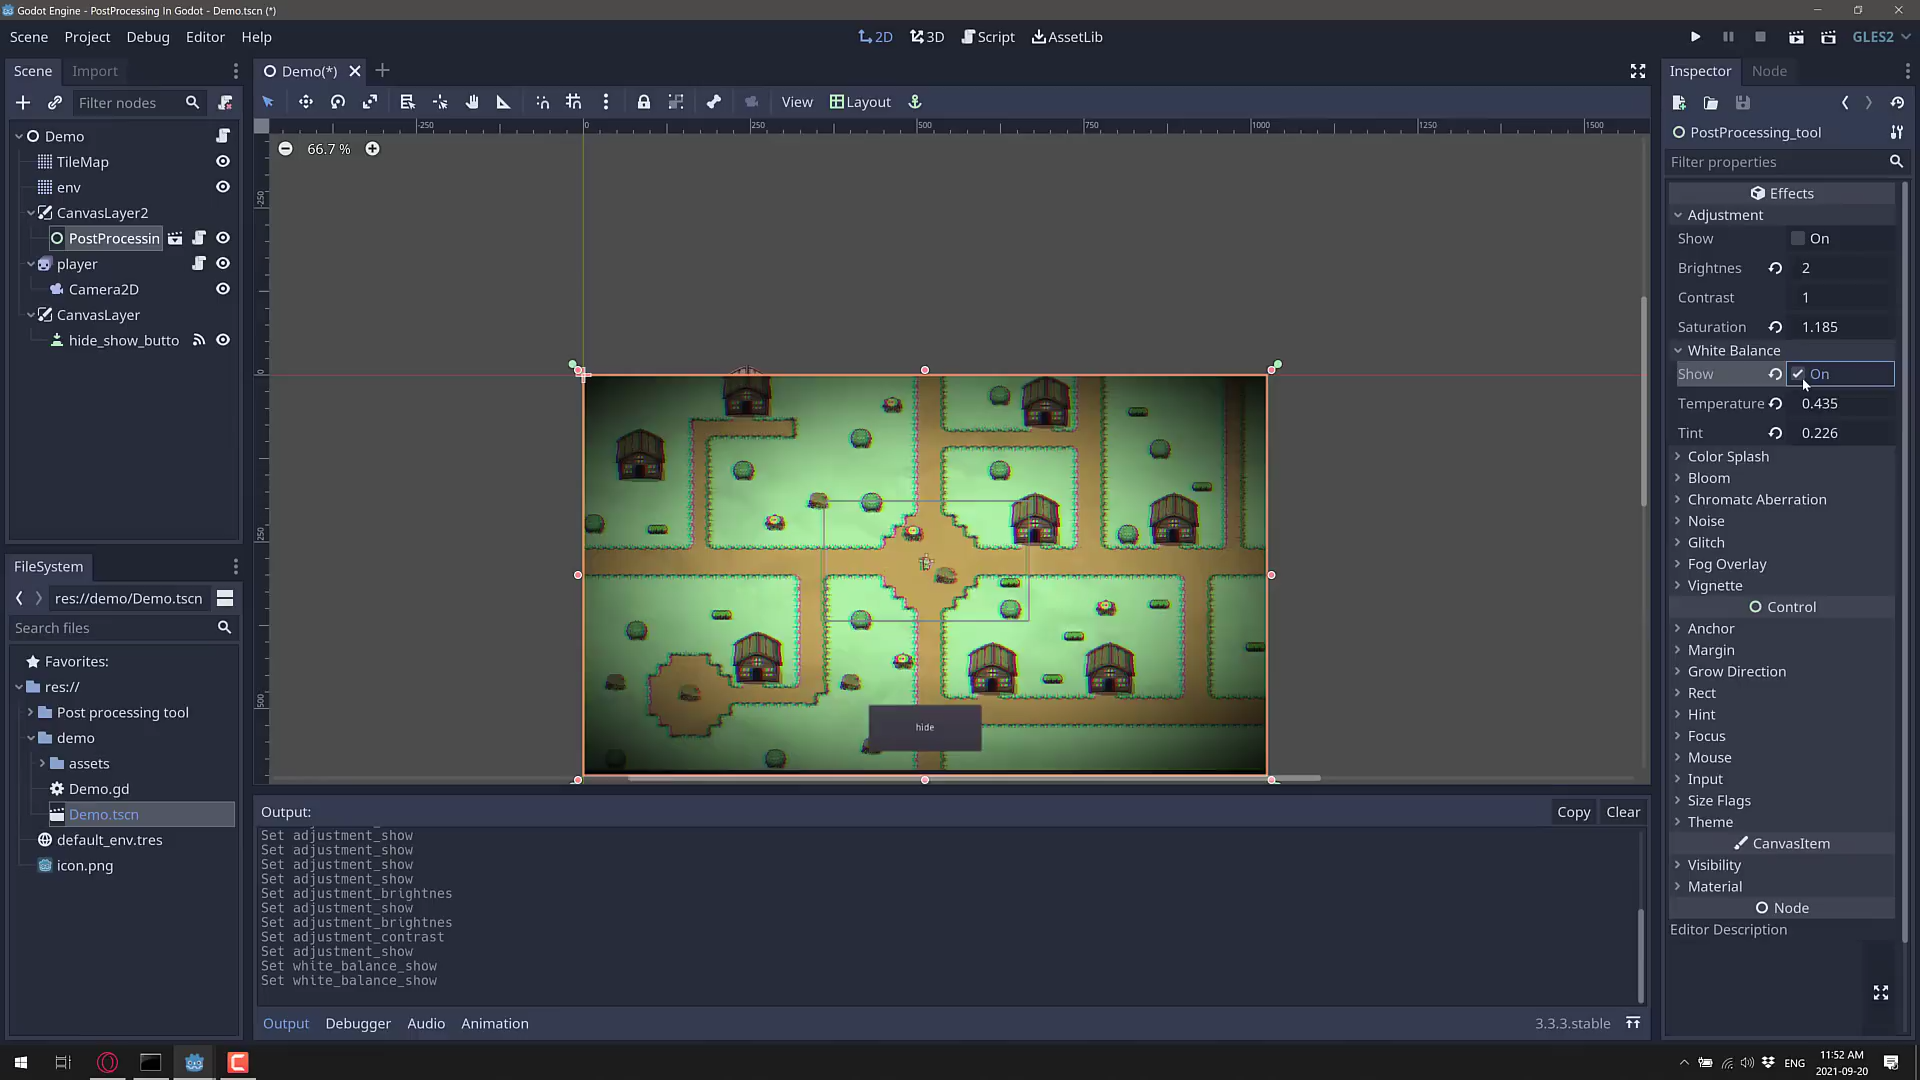 Godot Engine - PostProcessing In Godot - Demo.tscn (*)
Scene Project Debug Editor Help
2D 3D Script AssetLib
GLES2
Scene Import
Filter nodes
Demo
TileMap
env
CanvasLayer2
PostProcessin
player
Camera2D
CanvasLayer
hide_show_butto
FileSystem
res://demo/Demo.tscn
Search files
Favorites:
res://
Post processing tool
demo
assets
Demo.gd
Demo.tscn
default_env.tres
icon.png
Demo(*)
View Layout
-250 0 250 500 750 1000 1250 1500
66.7 %
-250
0
250
500
hide
Output: Copy Clear
Set adjustment_show
Set adjustment_show
Set adjustment_show
Set adjustment_show
Set adjustment_brightnes
Set adjustment_show
Set adjustment_brightnes
Set adjustment_contrast
Set adjustment_show
Set white_balance_show
Set white_balance_show
Output Debugger Audio Animation 3.3.3.stable
Inspector Node
PostProcessing_tool
Filter properties
Effects
Adjustment
Show On
Brightnes 2
Contrast 1
Saturation 1.185
White Balance
Show On
Temperature 0.435
Tint 0.226
Color Splash
Bloom
Chromatc Aberration
Noise
Glitch
Fog Overlay
Vignette
Control
Anchor
Margin
Grow Direction
Rect
Hint
Focus
Mouse
Input
Size Flags
Theme
CanvasItem
Visibility
Material
Node
Editor Description
ENG
11:52 AM
2021-09-20